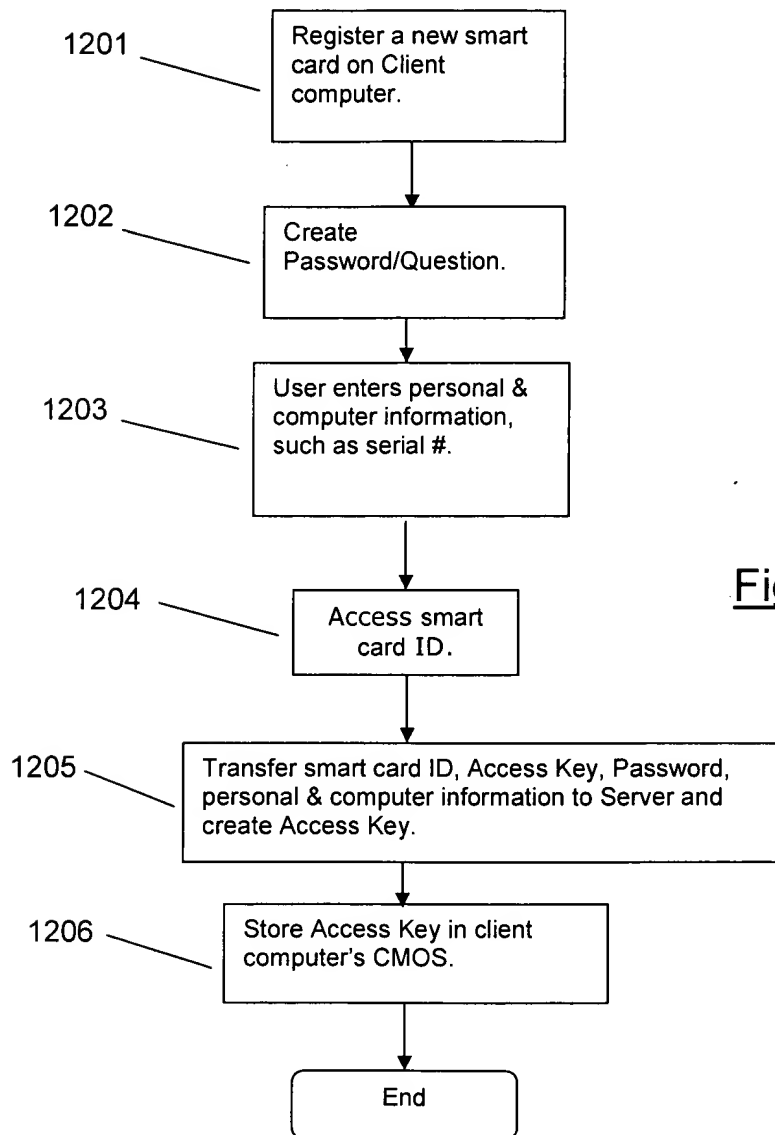 1201
Register a new smart
card on Client
computer.
1202
Create
Password/Question.
1203
User enters personal &
computer information,
such as serial #.
1204
Access smart
card ID.
1205
Transfer smart card ID, Access Key, Password,
personal & computer information to Server and
create Access Key.
1206
Store Access Key in client
computer's CMOS.
End